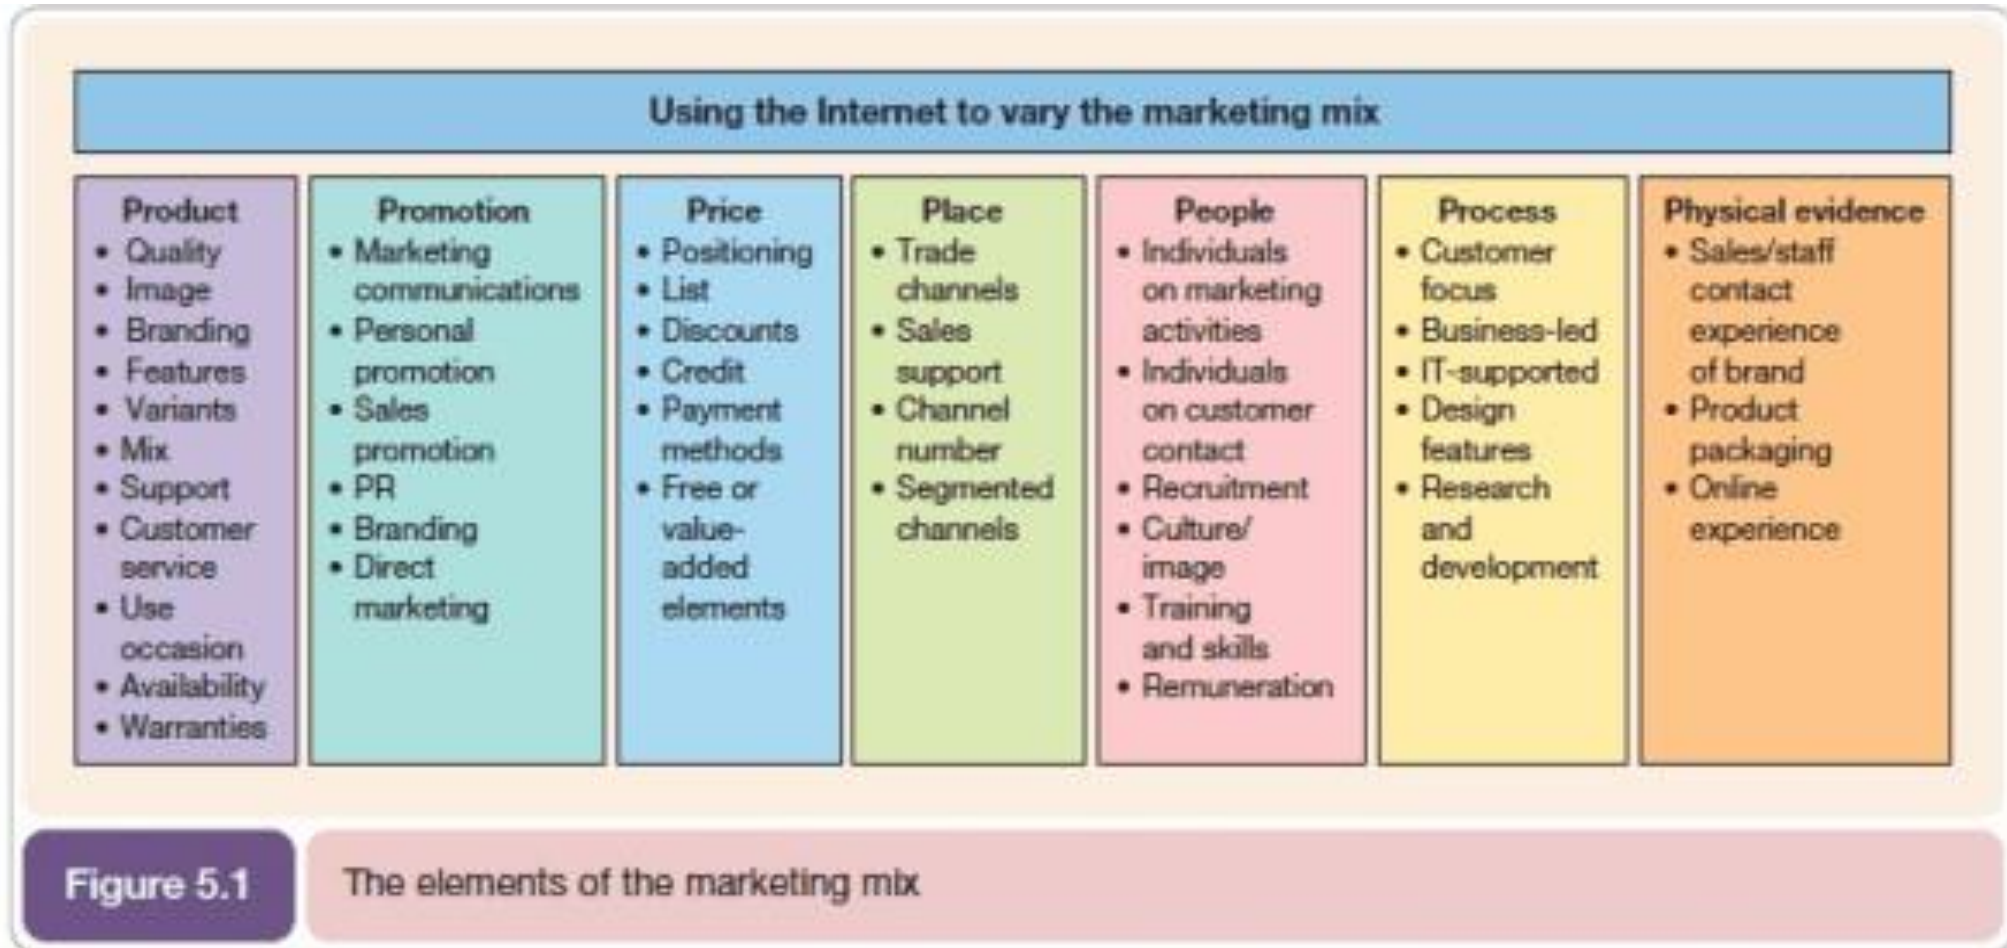 Using the Internet to vary the marketing mix
Product
• Quality
• Image
• Branding
• Features
• Variants
• Mix
• Support
• Customer
service
• Use
occasion
• Availability
• Warranties
Promotion
• Marketing
communications
• Personal
promotion
• Sales
promotion
• PR
• Branding
• Direct
marketing
Price
• Positioning
• List
• Discounts
• Credit
• Payment
methods
• Free or
value-
added
elements
Place
• Trade
channels
• Sales
support
• Channel
number
• Segmented
channels
People
• Individuals
on marketing
activities
• Individuals
on customer
contact
• Recruitment
• Culture/
image
• Training
and skills
• Remuneration
Process
• Customer
focus
• Business-led
• IT-supported
• Design
features
• Research
and
development
Physical evidence
• Sales/staff
contact
experience
of brand
• Product
packaging
• Online
experience
Figure 5.1
The elements of the marketing mix